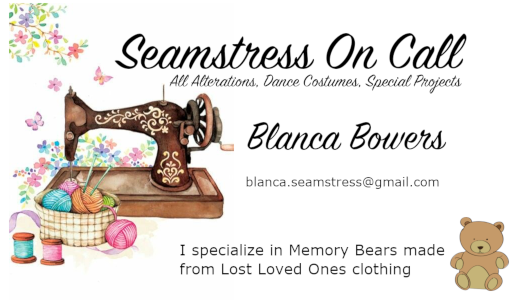 Seamstress On Call
All Alterations, Dance Costumes, Special Projects
Blanca Bowers
blanca.seamstress@gmail.com
I specialize in Memory Bears made
from Lost Loved Ones clothing